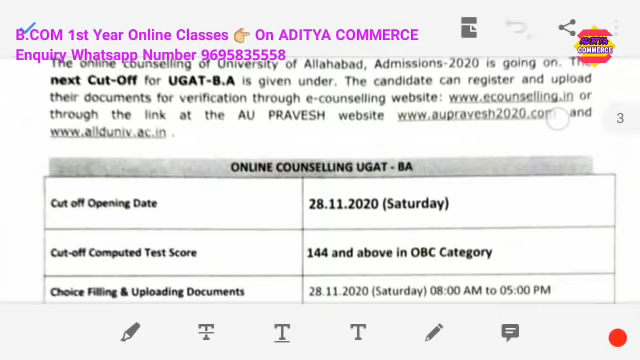 B.COM 1st Year Online Classes 👉 On ADITYA COMMERCE
Enquiry Whatsapp Number 9695835558
ADITYA
COMMERCE
The online counselling of University of Allahabad, Admissions-2020 is going on. The
next Cut-Off for UGAT-B.A is given under. The candidate can register and upload
their documents for verification through e-counselling website: www.ecounselling.in or
through the link at the AU PRAVESH website www.aupravesh2020.com and
www.allduniv.ac.in .
3
ONLINE COUNSELLING UGAT - BA
Cut off Opening Date 28.11.2020 (Saturday)
Cut-off Computed Test Score 144 and above in OBC Category
Choice Filling & Uploading Documents 28.11.2020 (Saturday) 08:00 AM to 05:00 PM